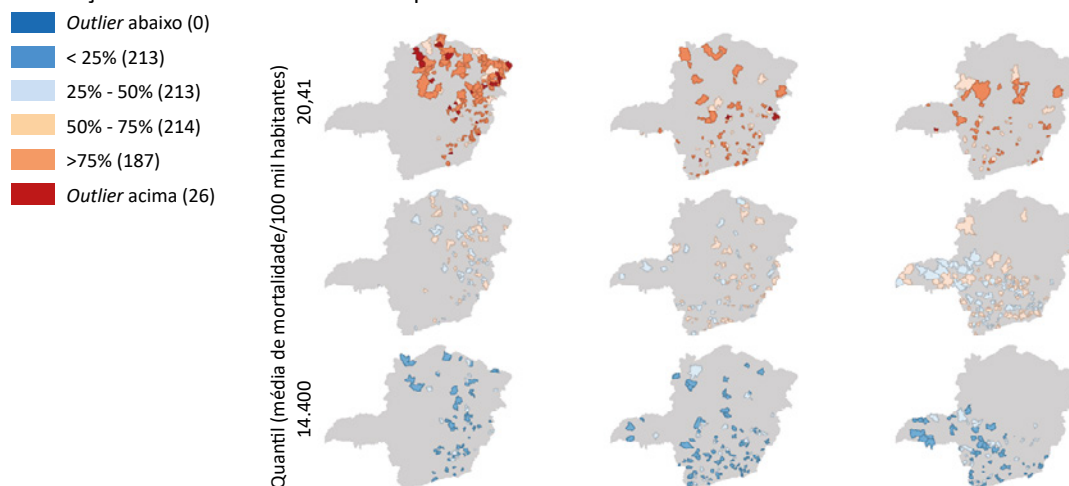 Outlier abaixo (0)
< 25% (213)
25% - 50% (213)
50% - 75% (214)
>75% (187)
Outlier acima (26)
Quantil (média de mortalidade/100 mil habitantes)
20,41
14.400